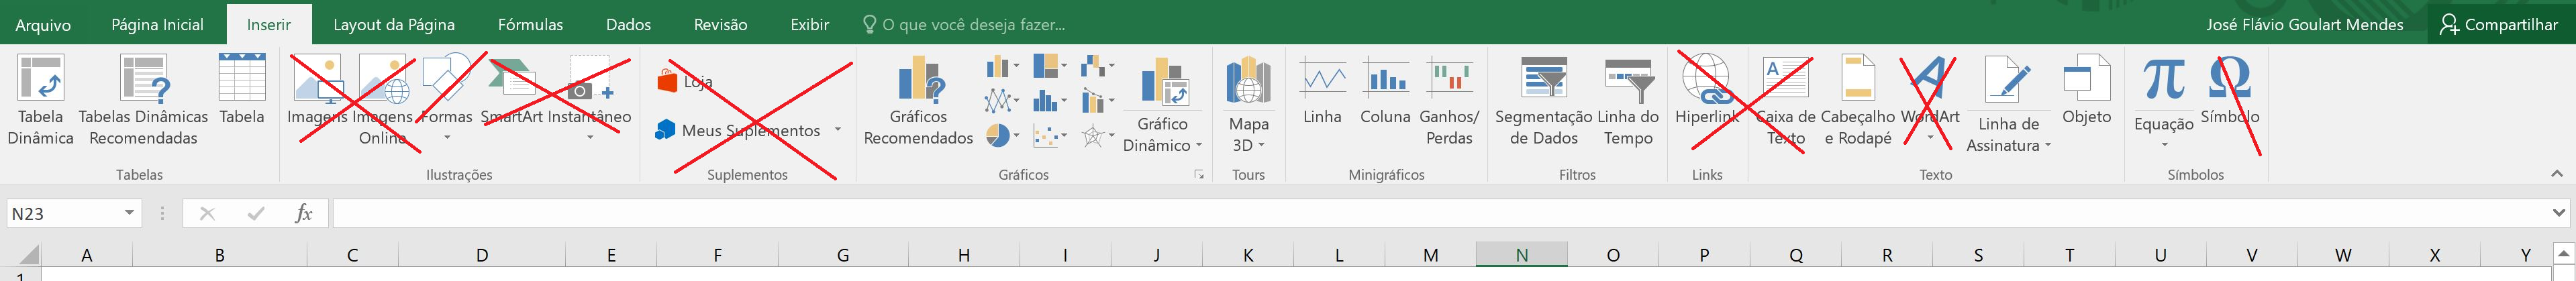 Arquivo Página Inicial Inserir Layout da Página Fórmulas Dados Revisão Exibir O que você deseja fazer... José Flávio Goulart Mendes Compartilhar
Tabela Dinâmica
Tabelas Dinâmicas Recomendadas
Tabela
Tabelas
Imagens
Imagens Online
Formas
SmartArt
Instantâneo
Ilustrações
Loja
Meus Suplementos
Suplementos
Gráficos Recomendados
Gráfico Dinâmico
Gráficos
Mapa 3D
Tours
Linha
Coluna
Ganhos/ Perdas
Minigráficos
Segmentação de Dados
Linha do Tempo
Filtros
Hiperlink
Links
Caixa de Texto
Cabeçalho e Rodapé
WordArt
Linha de Assinatura
Objeto
Texto
π
Equação
Ω
Símbolo
Símbolos
N23 fx
A B C D E F G H I J K L M N O P Q R S T U V W X Y
1